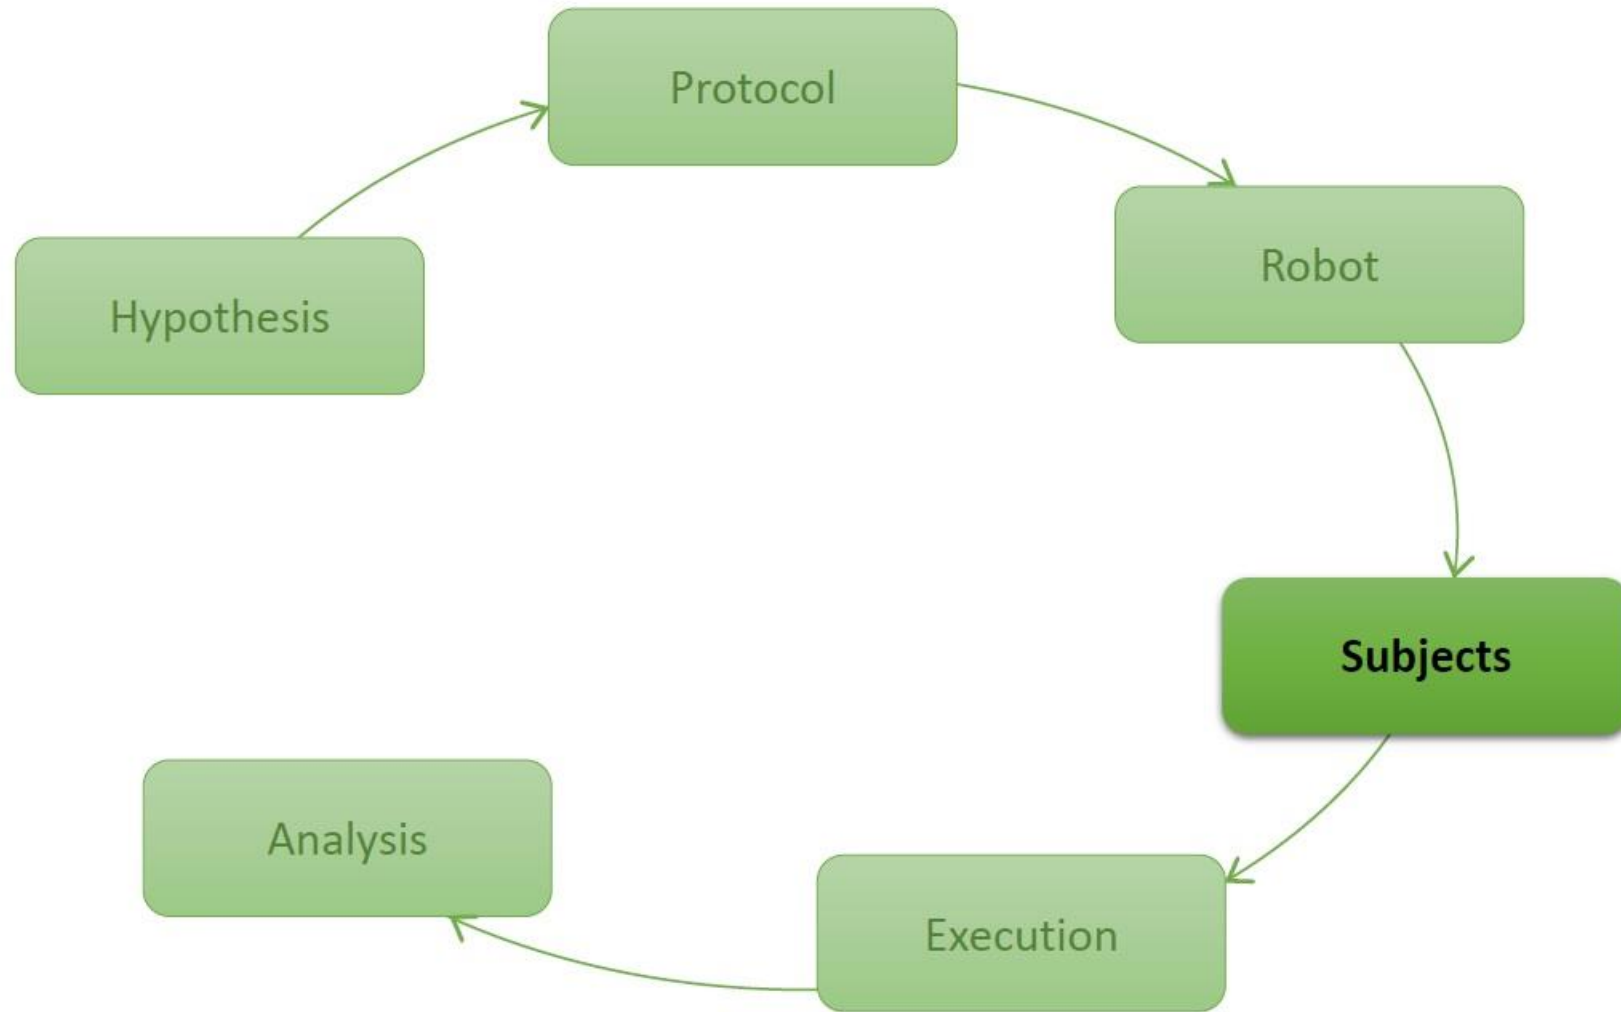 Protocol
Robot
Hypothesis
Subjects
Analysis
Execution